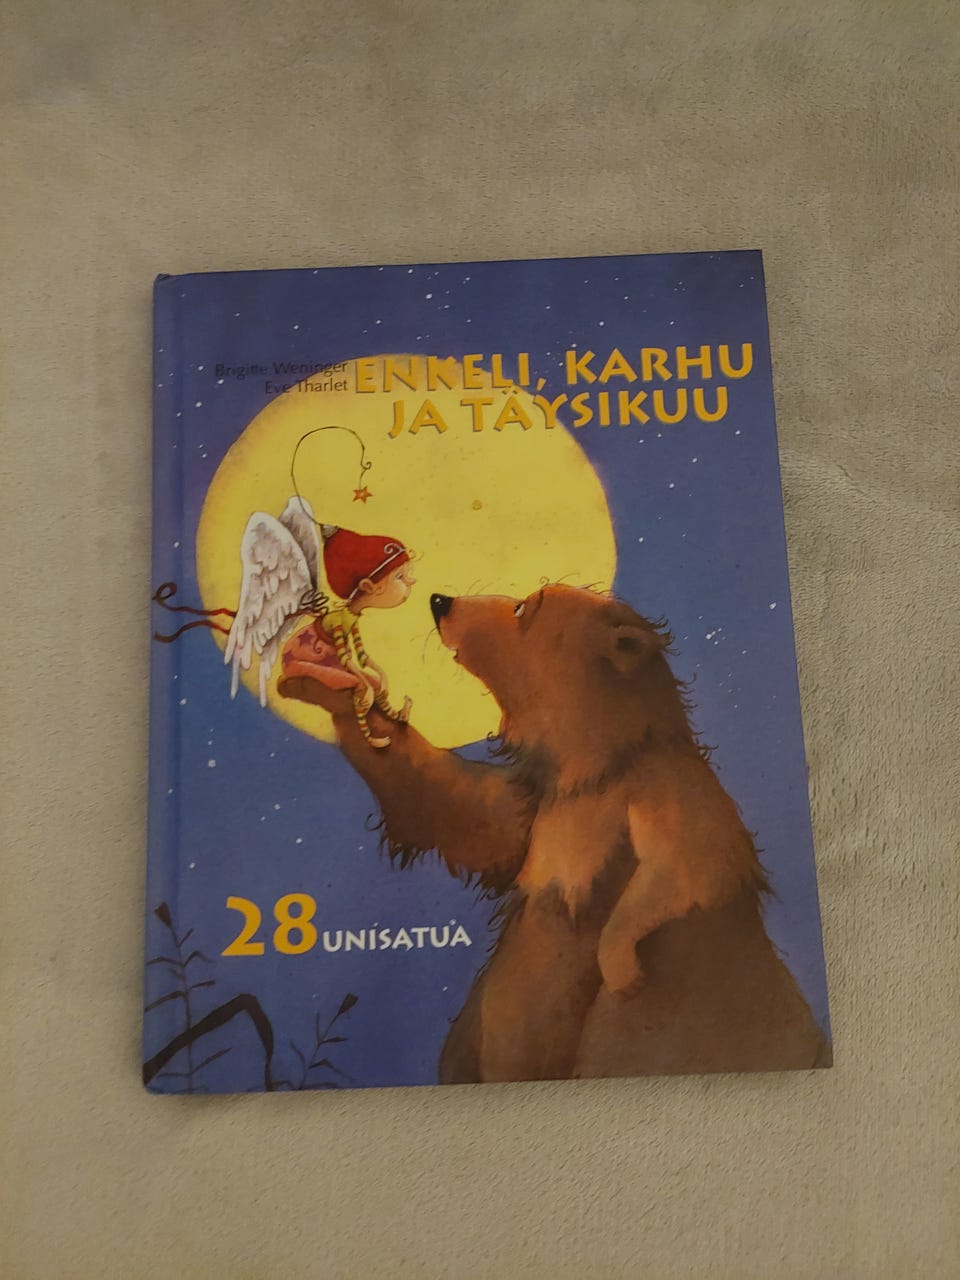 Brigitte Weninger
Eve Tharlet
ENKELI, KARHU
JA TÄYSIKUU
28 UNISATUA